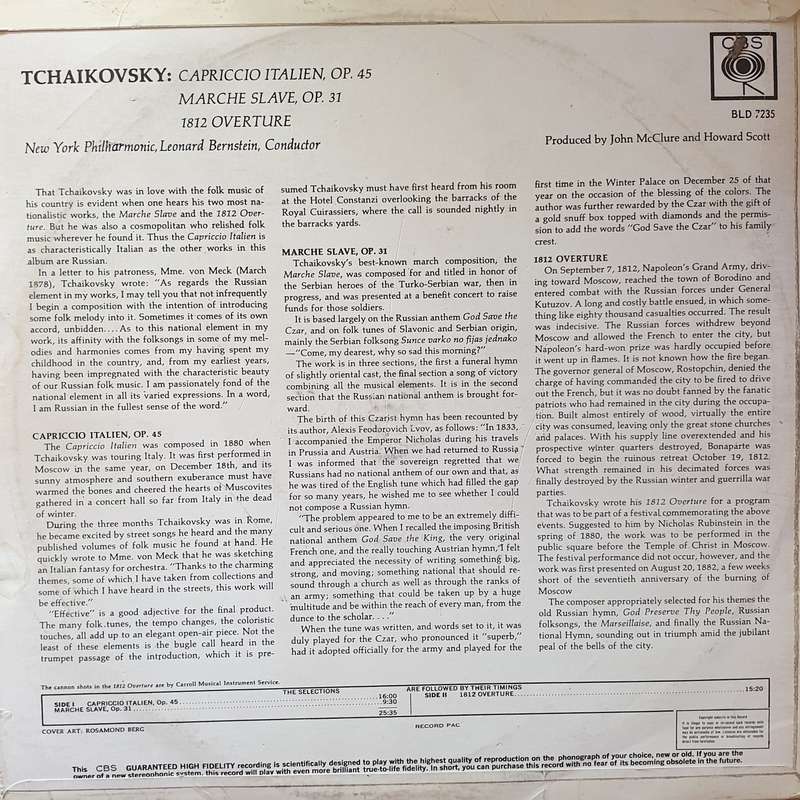 TCHAIKOVSKY: CAPRICCIO ITALIEN, OP. 45
MARCHE SLAVE, OP. 31
1812 OVERTURE
New York Philharmonic, Leonard Bernstein, Conductor
CBS
BLD 7235
Produced by John McClure and Howard Scott
That Tchaikovsky was in love with the folk music of
his country is evident when one hears his two most na-
tionalistic works, the Marche Slave and the 1812 Over-
ture. But he was also a cosmopolitan who relished folk
music wherever he found it. Thus the Capriccio Italien is
as characteristically Italian as the other works in this
album are Russian.
In a letter to his patroness, Mme. von Meck (March
1878), Tchaikovsky wrote: "As regards the Russian
element in my works, I may tell you that not infrequently
I begin a composition with the intention of introducing
some folk melody into it. Sometimes it comes of its own
accord, unbidden....As to this national element in my
work, its affinity with the folksongs in some of my mel-
odies and harmonies comes from my having spent my
childhood in the country, and, from my earliest years,
having been impregnated with the characteristic beauty
of our Russian folk music. I am passionately fond of the
national element in all its varied expressions. In a word,
I am Russian in the fullest sense of the word."
CAPRICCIO ITALIEN, OP. 45
The Capriccio Italien was composed in 1880 when
Tchaikovsky was touring Italy. It was first performed in
Moscow in the same year, on December 18th, and its
sunny atmosphere and southern exuberance must have
warmed the bones and cheered the hearts of Muscovites
gathered in a concert hall so far from Italy in the dead
of winter.
During the three months Tchaikovsky was in Rome,
he became excited by street songs he heard and the many
published volumes of folk music he found at hand. He
quickly wrote to Mme. von Meck that he was sketching
an Italian fantasy for orchestra. "Thanks to the charming
themes, some of which I have taken from collections and
some of which I have heard in the streets, this work will
be effective."
"Effective" is a good adjective for the final product.
The many folk tunes, the tempo changes, the coloristic
touches, all add up to an elegant open-air piece. Not the
least of these elements is the bugle call heard in the
trumpet passage of the introduction, which it is pre-
sumed Tchaikovsky must have first heard from his room
at the Hotel Constanzi overlooking the barracks of the
Royal Cuirassiers, where the call is sounded nightly in
the barracks yards.
MARCHE SLAVE, OP. 31
Tchaikovsky's best-known march composition, the
Marche Slave, was composed for and titled in honor of
the Serbian heroes of the Turko-Serbian war, then in
progress, and was presented at a benefit concert to raise
funds for those soldiers.
It is based largely on the Russian anthem God Save the
Czar, and on folk tunes of Slavonic and Serbian origin,
mainly the Serbian folksong Sunce varko no fijas jednako
—"Come, my dearest, why so sad this morning?"
The work is in three sections, the first a funeral hymn
of slightly oriental cast, the final section a song of victory
combining all the musical elements. It is in the second
section that the Russian national anthem is brought for-
ward.
The birth of this Czarist hymn has been recounted by
its author, Alexis Feodorovich Lvov, as follows: "In 1833,
I accompanied the Emperor Nicholas during his travels
in Prussia and Austria. When we had returned to Russia
I was informed that the sovereign regretted that we
Russians had no national anthem of our own and that, as
he was tired of the English tune which had filled the gap
for so many years, he wished me to see whether I could
not compose a Russian hymn.
"The problem appeared to me to be an extremely diffi-
cult and serious one. When I recalled the imposing British
national anthem God Save the King, the very original
French one, and the really touching Austrian hymn, I felt
and appreciated the necessity of writing something big,
strong, and moving; something national that should re-
sound through a church as well as through the ranks of
an army; something that could be taken up by a huge
multitude and be within the reach of every man, from the
dunce to the scholar. . . ."
When the tune was written, and words set to it, it was
duly played for the Czar, who pronounced it "superb,"
had it adopted officially for the army and played for the
first time in the Winter Palace on December 25 of that
year on the occasion of the blessing of the colors. The
author was further rewarded by the Czar with the gift of
a gold snuff box topped with diamonds and the permis-
sion to add the words "God Save the Czar" to his family
crest.
1812 OVERTURE
On September 7, 1812, Napoleon's Grand Army, driv-
ing toward Moscow, reached the town of Borodino and
entered combat with the Russian forces under General
Kutuzov. A long and costly battle ensued, in which some-
thing like eighty thousand casualties occurred. The result
was indecisive. The Russian forces withdrew beyond
Moscow and allowed the French to enter the city, but
Napoleon's hard-won prize was hardly occupied before
it went up in flames. It is not known how the fire began.
The governor general of Moscow, Rostopchin, denied the
charge of having commanded the city to be fired to drive
out the French, but it was no doubt fanned by the fanatic
patriots who had remained in the city during the occupa-
tion. Built almost entirely of wood, virtually the entire
city was consumed, leaving only the great stone churches
and palaces. With his supply line overextended and his
prospective winter quarters destroyed, Bonaparte was
forced to begin the ruinous retreat October 19, 1812.
What strength remained in his decimated forces was
finally destroyed by the Russian winter and guerrilla war
parties.
Tchaikovsky wrote his 1812 Overture for a program
that was to be part of a festival commemorating the above
events. Suggested to him by Nicholas Rubinstein in the
spring of 1880, the work was to be performed in the
public square before the Temple of Christ in Moscow.
The festival performance did not occur, however, and the
work was first presented on August 20, 1882, a few weeks
short of the seventieth anniversary of the burning of
Moscow
The composer appropriately selected for his themes the
old Russian hymn, God Preserve Thy People, Russian
folksongs, the Marseillaise, and finally the Russian Na-
tional Hymn, sounding out in triumph amid the jubilant
peal of the bells of the city.
The cannon shots in the 1812 Overture are by Carroll Musical Instrument Service.
THE SELECTIONS ARE FOLLOWED BY THEIR TIMINGS
SIDE I CAPRICCIO ITALIEN, Op. 45 16:00
MARCHE SLAVE, Op. 31 9:30
25:35
SIDE II 1812 OVERTURE 15:20
COVER ART: ROSAMOND BERG
RECORD PAC
This CBS GUARANTEED HIGH FIDELITY recording is scientifically designed to play with the highest quality of reproduction on the phonograph of your choice, new or old. If you are the
owner of a new stereophonic system, this record will play with even more brilliant true-to-life fidelity. In short, you can purchase this record with no fear of its becoming obsolete in the future.